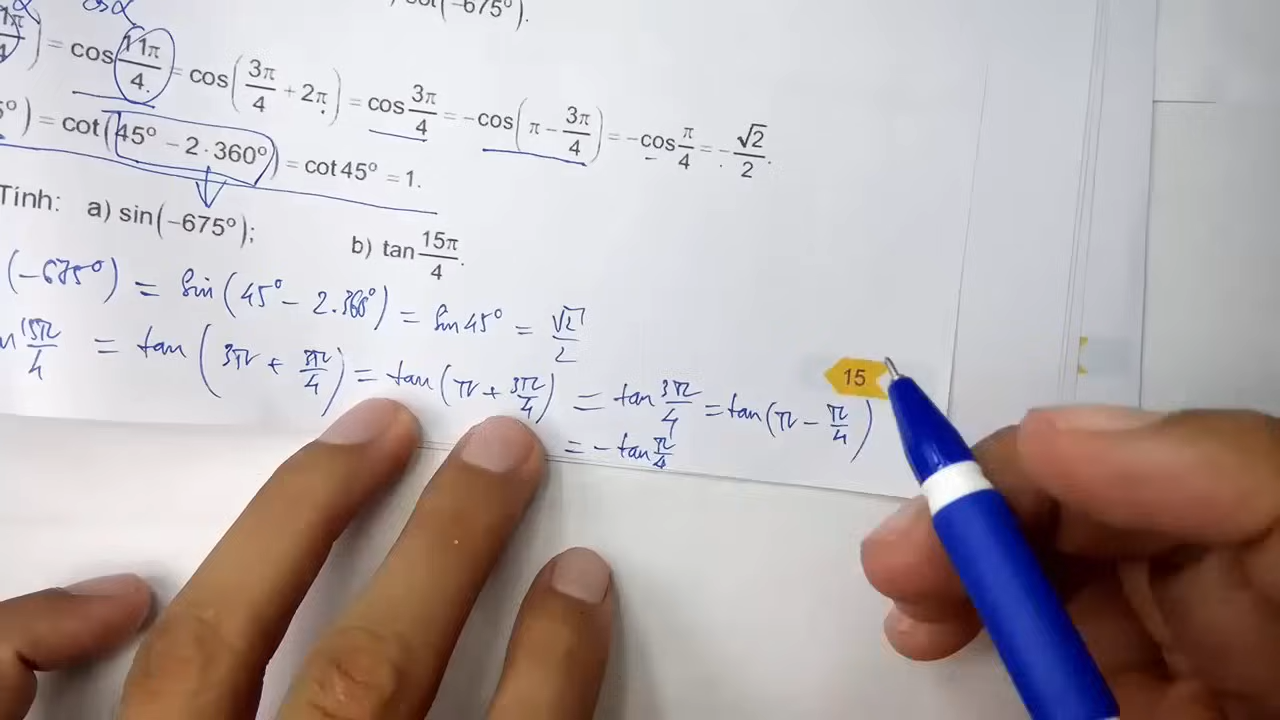 cos α
cot(−675°).
) = cos 11π/4 = cos(3π/4 + 2π) = cos 3π/4 = −cos(π − 3π/4) = −cos π/4 = −√2/2.
5°) = cot(45° − 2·360°) = cot 45° = 1.
Tính: a) sin(−675°); b) tan 15π/4.
(−675°) = sin(45° − 2.360°) = sin 45° = √2/2
n 15π/4 = tan(3π + 3π/4) = tan(π + 3π/4) = tan 3π/4 = tan(π − π/4)
= −tan π/4
15